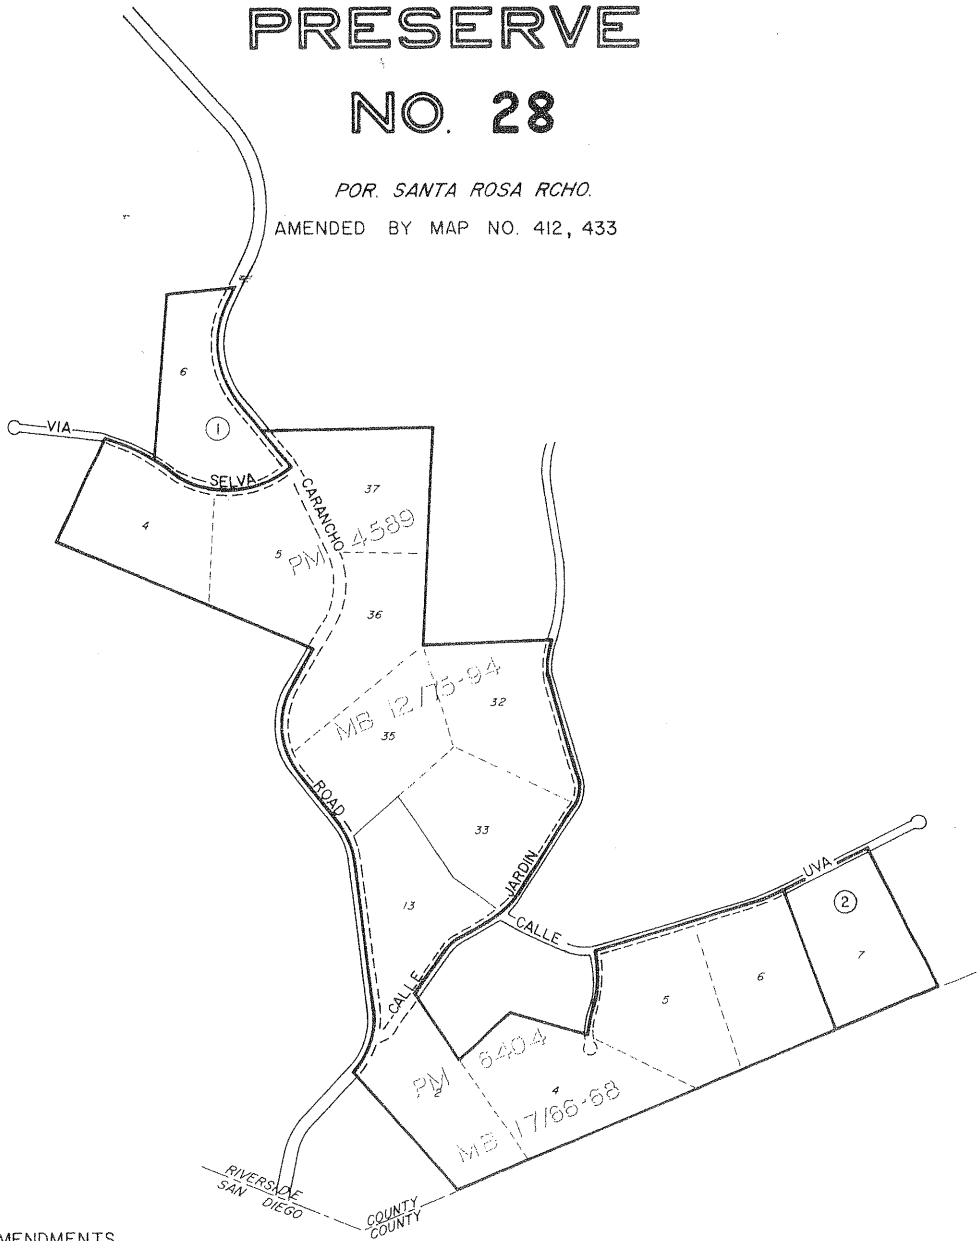 PRESERVE
NO. 28
POR. SANTA ROSA RCHO.
AMENDED BY MAP NO. 412, 433
6
1
VIA
SELVA
CARANCHO
37
4
5
PM 4589
36
MB 12/75-94
32
35
ROAD
33
JARDIN
UVA
13
CALLE
2
7
CALLE
5
6
PM 6404
2
4
MB 17/66-68
RIVERSIDE
SAN DIEGO
COUNTY
COUNTY
MENDMENTS